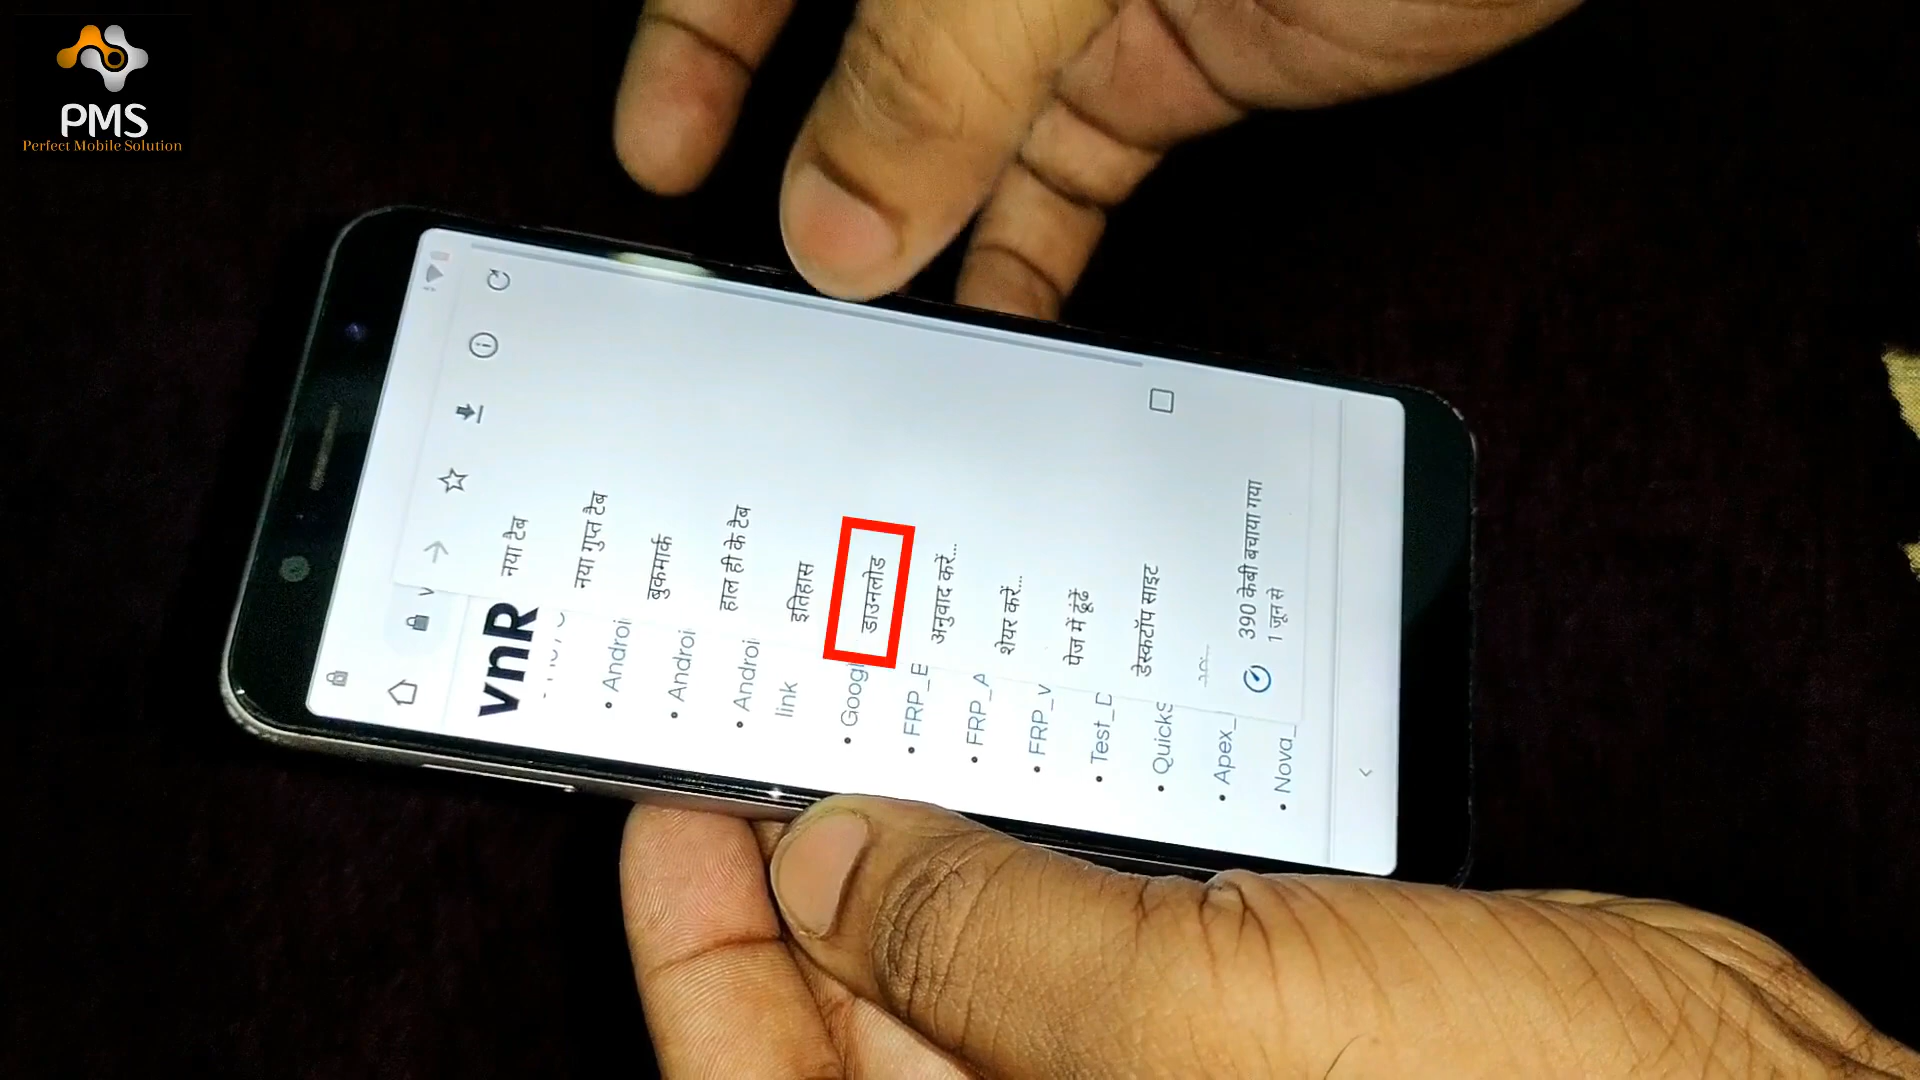 PMS
Perfect Mobile Solution
नया टैब
नया गुप्त टैब
बुकमार्क
हाल ही के टैब
इतिहास
डाउनलोड
अनुवाद करें...
शेयर करें...
पेज में ढूंढें
डेस्कटॉप साइट
390 केबी बचाया गया
1 जून से
v
vnR
• Androi
• Androi
• Androi
link
• Googl
• FRP_E
• FRP_A
• FRP_v
• Test_D
• QuickS
• Apex_
• Nova_